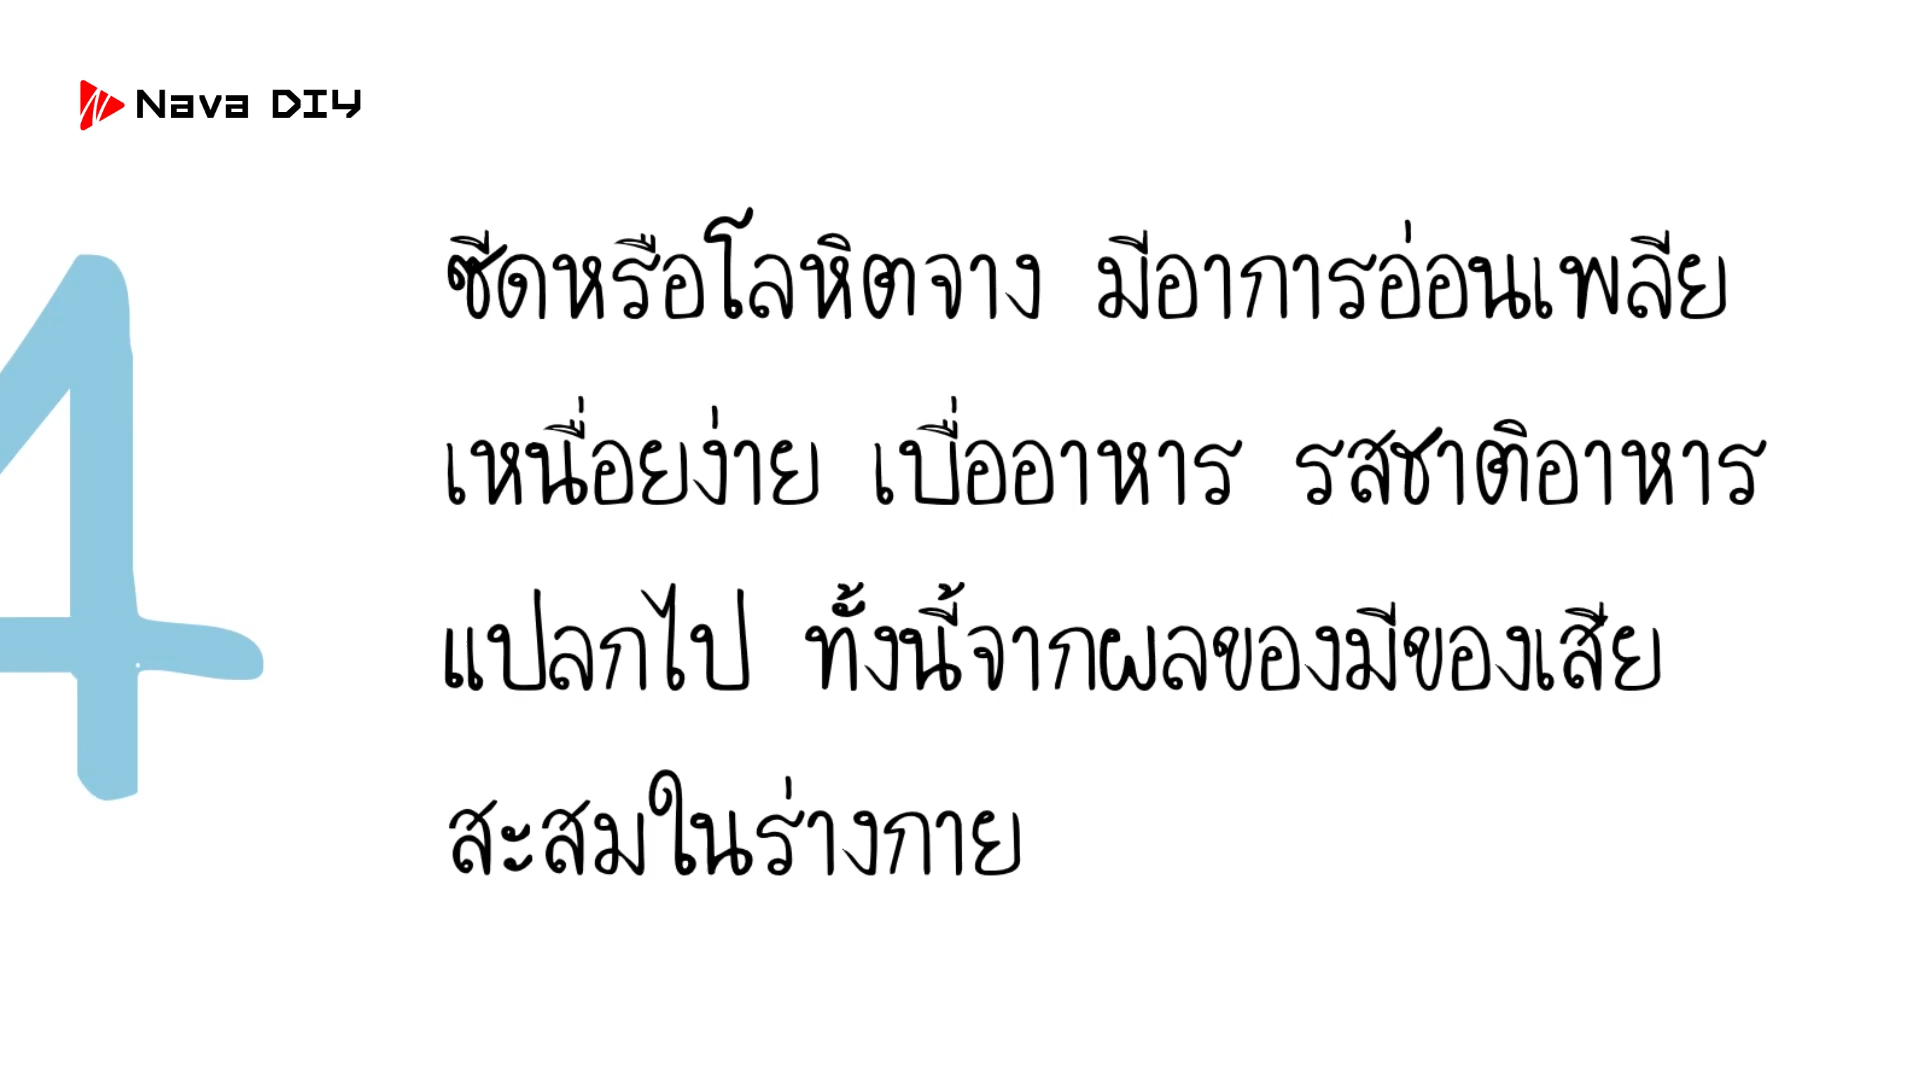 Nava DIY
4
ซีดหรือโลหิตจาง มีอาการอ่อนเพลีย
เหนื่อยง่าย เบื่ออาหาร รสชาติอาหาร
แปลกไป ทั้งนี้จากผลของมีของเสีย
สะสมในร่างกาย